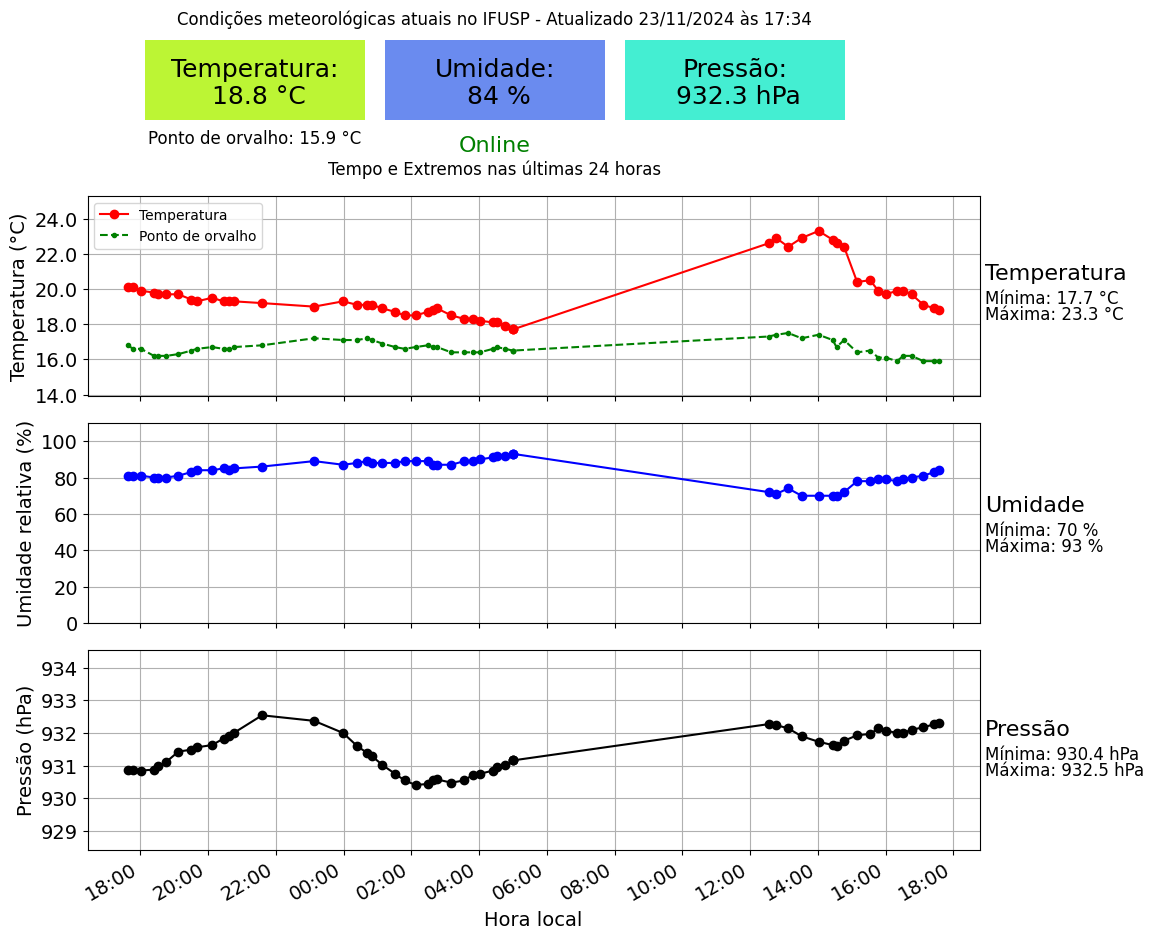 Condições meteorológicas atuais no IFUSP - Atualizado 23/11/2024 às 17:34
Temperatura:
18.8 °C
Umidade:
84 %
Pressão:
932.3 hPa
Ponto de orvalho: 15.9 °C
Online
Tempo e Extremos nas últimas 24 horas
Temperatura (°C)
24.0
22.0
20.0
18.0
16.0
14.0
Temperatura
Ponto de orvalho
Temperatura
Mínima: 17.7 °C
Máxima: 23.3 °C
Umidade relativa (%)
100
80
60
40
20
0
Umidade
Mínima: 70 %
Máxima: 93 %
Pressão (hPa)
934
933
932
931
930
929
Pressão
Mínima: 930.4 hPa
Máxima: 932.5 hPa
18:00 20:00 22:00 00:00 02:00 04:00 06:00 08:00 10:00 12:00 14:00 16:00 18:00
Hora local